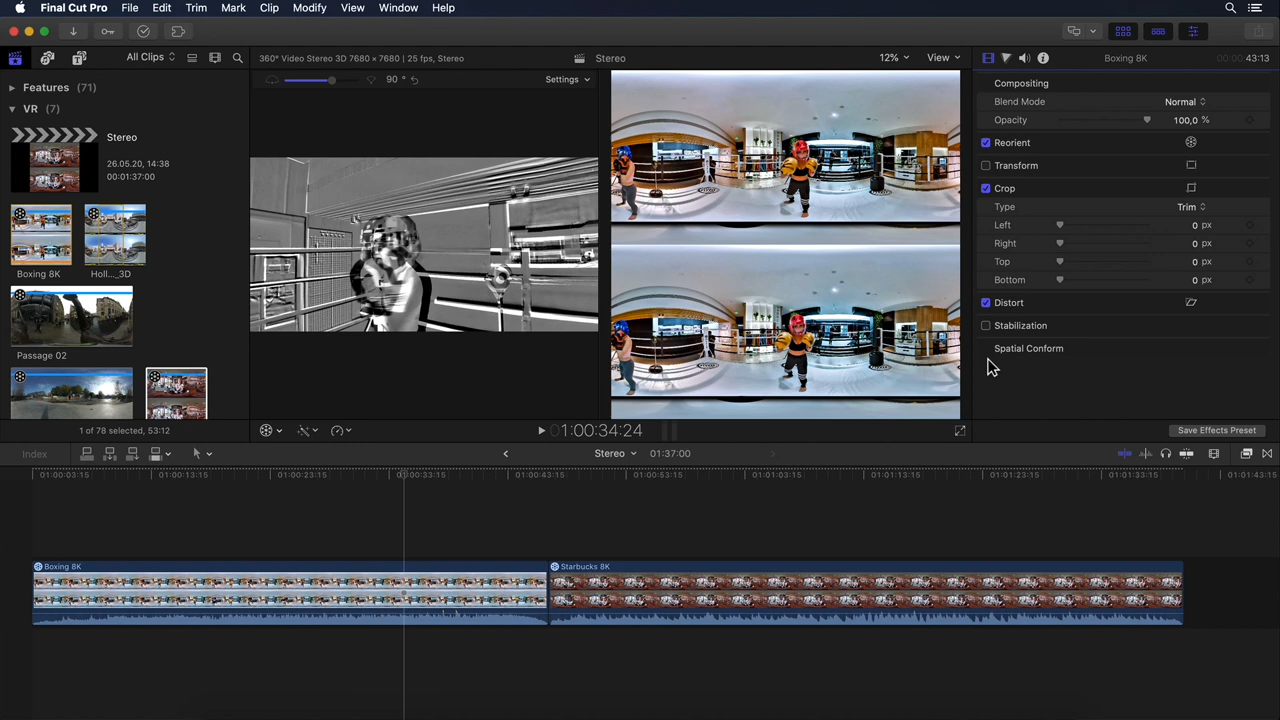 Final Cut Pro File Edit Trim Mark Clip Modify View Window Help
All Clips
360° Video Stereo 3D 7680 × 7680 | 25 fps, Stereo
Stereo
12%
View
Boxing 8K
00:00:43:13
Features (71)
90 °
Settings
Compositing
VR (7)
Blend Mode Normal
Opacity 100,0 %
Stereo
26.05.20, 14:38
00:01:37:00
Reorient
Transform
Crop
Type Trim
Left 0 px
Right 0 px
Top 0 px
Bottom 0 px
Boxing 8K
Holl..._3D
Distort
Stabilization
Spatial Conform
Passage 02
1 of 78 selected, 53:12
01:00:34:24
Save Effects Preset
Index
Stereo
01:37:00
01:00:03:15 01:00:13:15 01:00:23:15 01:00:33:15 01:00:43:15 01:00:53:15 01:01:03:15 01:01:13:15 01:01:23:15 01:01:33:15 01:01:43:15
Boxing 8K
Starbucks 8K